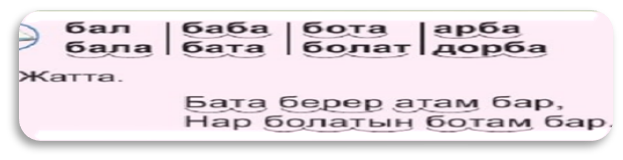 бал | баба | бота | арба
бала | бата | болат | дорба
Жатта.
Бата берер атам бар,
Нар болатын ботам бар.